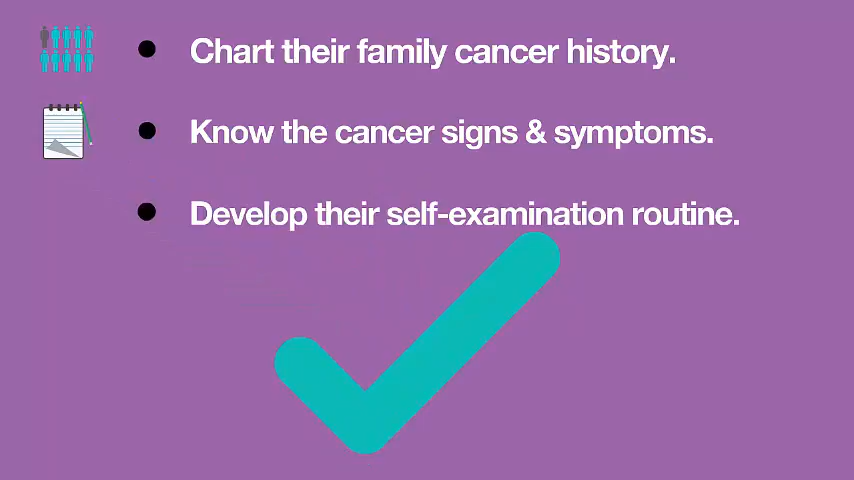 Chart their family cancer history.
Know the cancer signs & symptoms.
Develop their self-examination routine.